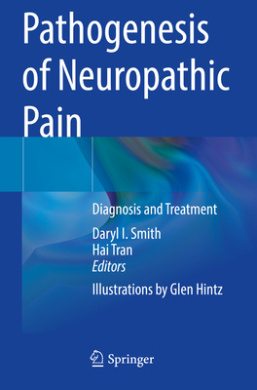 Pathogenesis
of Neuropathic
Pain
Diagnosis and Treatment
Daryl I. Smith
Hai Tran
Editors
Illustrations by Glen Hintz
Springer